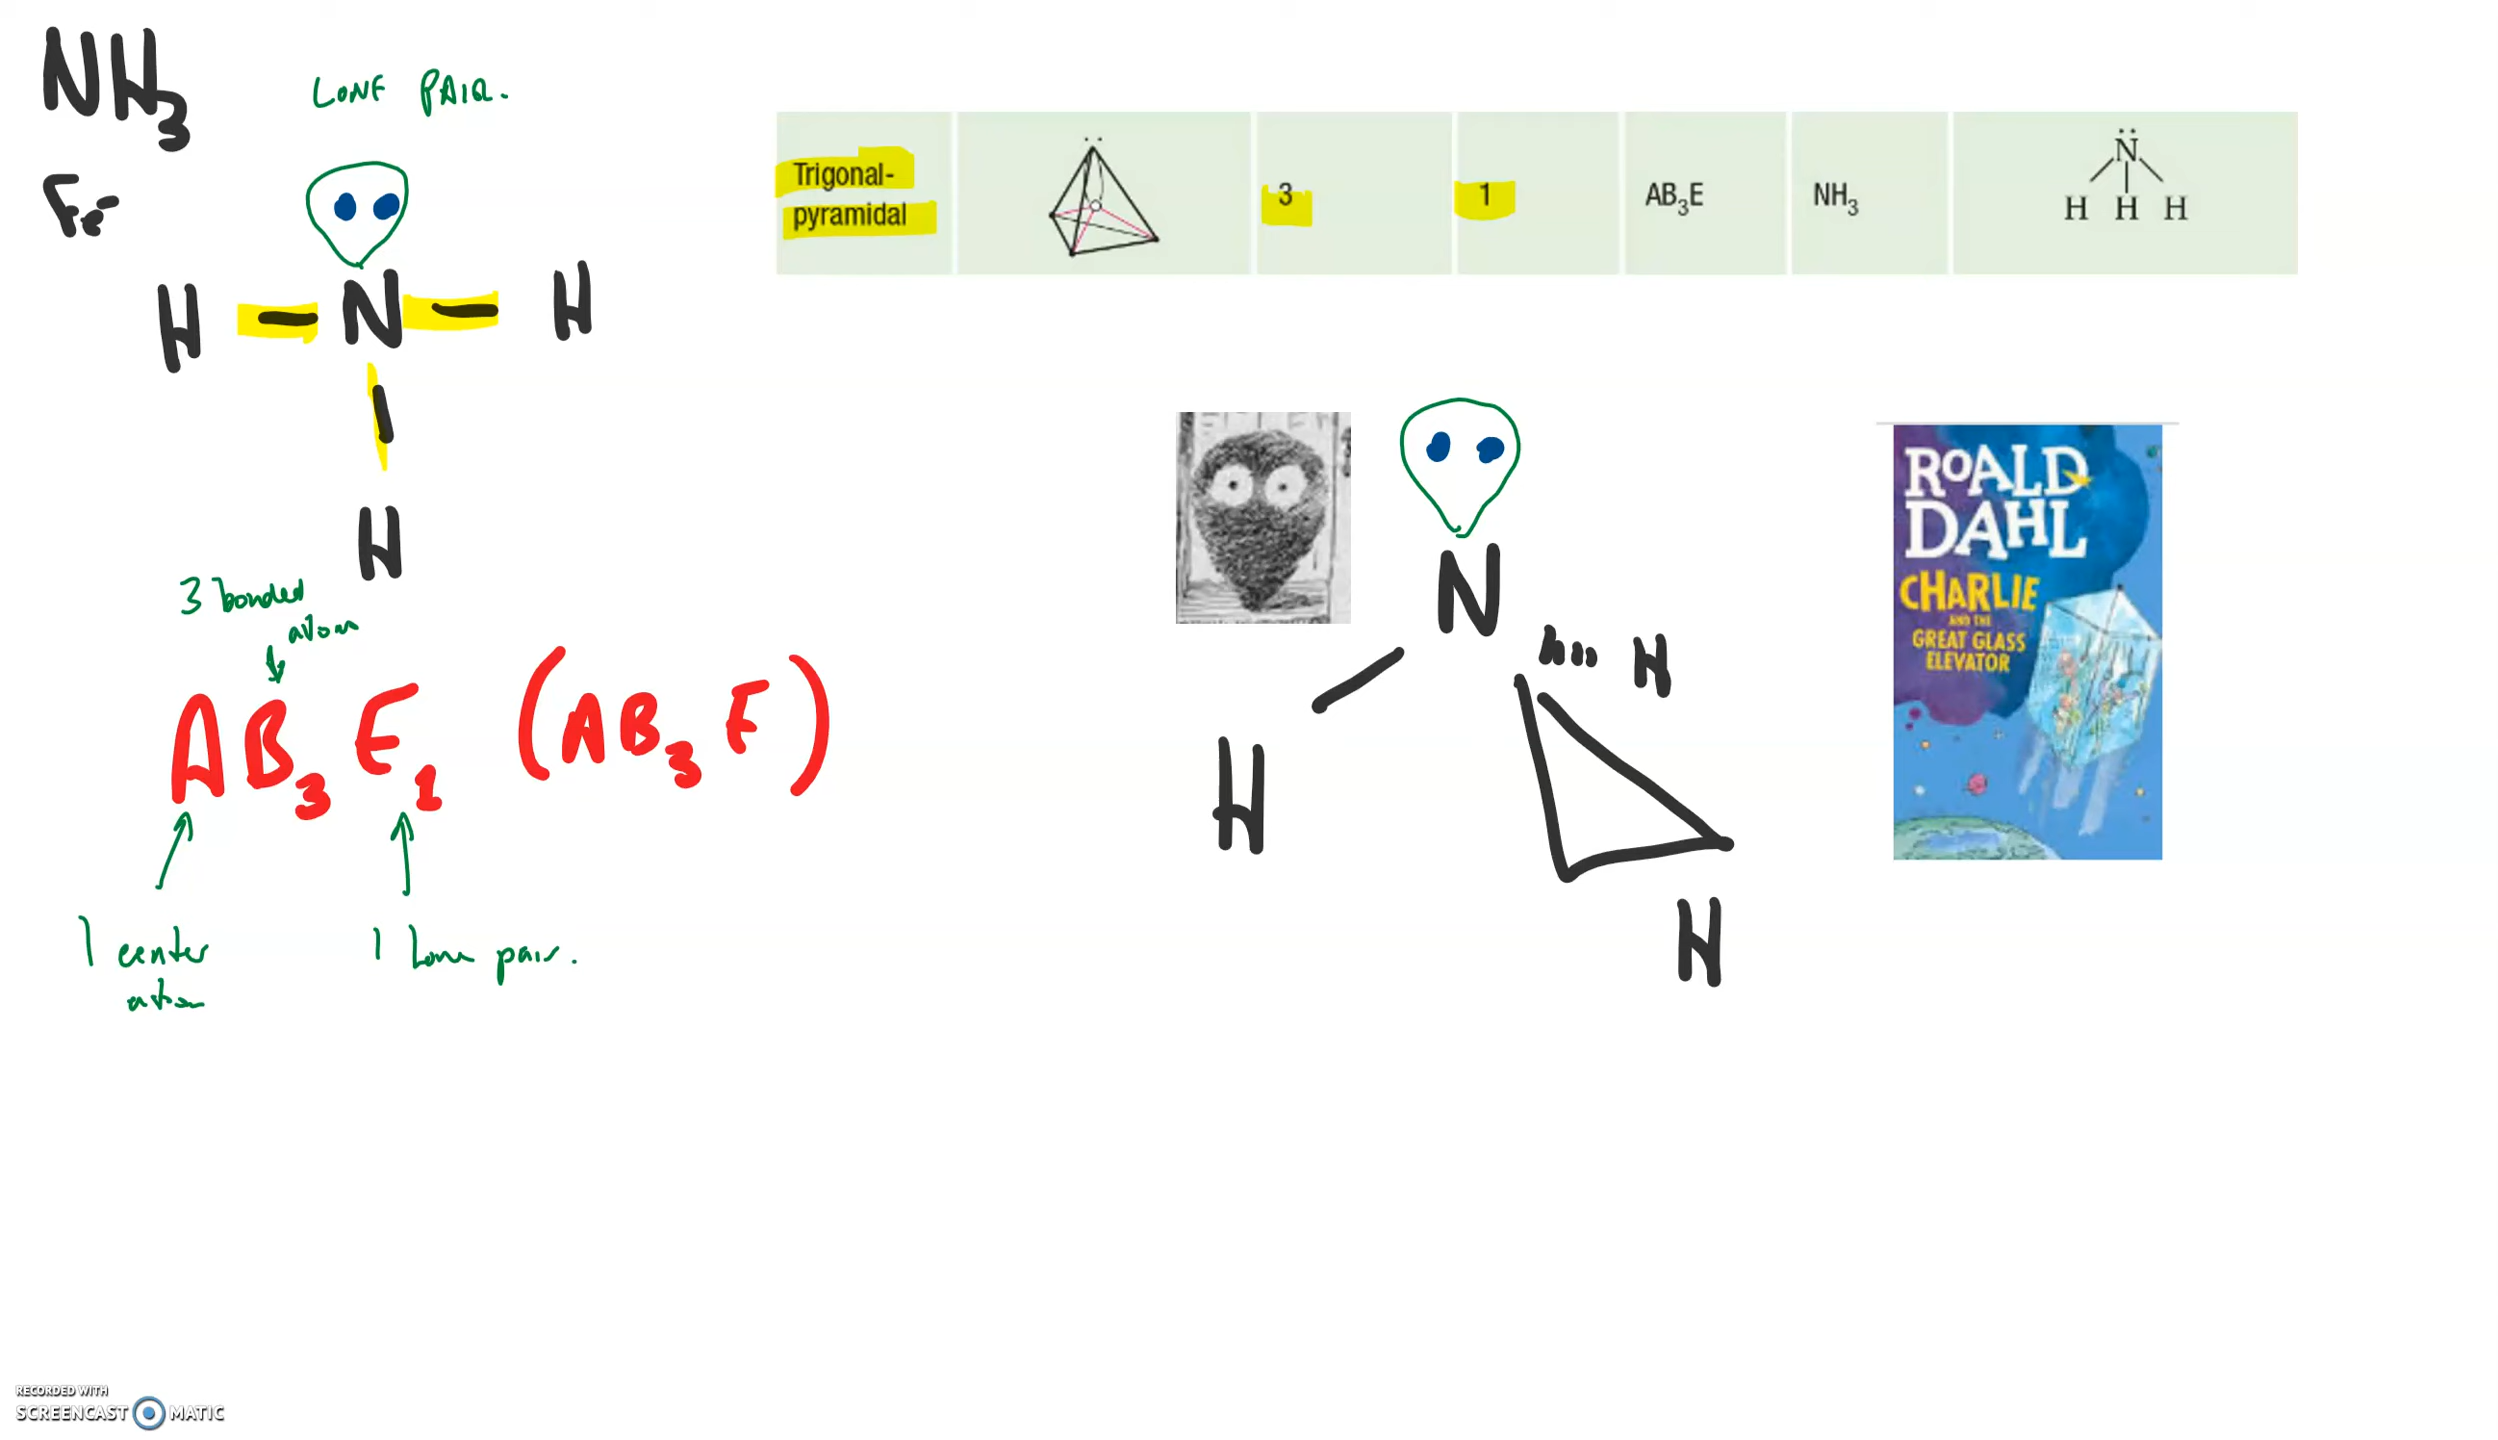 NH₃
LONE PAIR.
8e⁻
H – N – H
H
3 bonded
atom
AB₃E₁ (AB₃E)
1 center
atom
1 Lone pair.
Trigonal-
pyramidal
3
1
AB₃E
NH₃
N
H H H
N
H
H
H
ROALD
DAHL
CHARLIE
AND THE
GREAT GLASS
ELEVATOR
RECORDED WITH
SCREENCAST MATIC